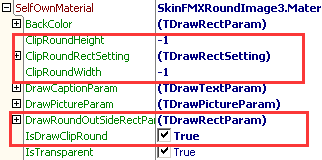 SelfOwnMaterial SkinFMXRoundImage3.Mater
BackColor (TDrawRectParam)
ClipRoundHeight -1
ClipRoundRectSetting (TDrawRectSetting)
ClipRoundWidth -1
DrawCaptionParam (TDrawTextParam)
DrawPictureParam (TDrawPictureParam)
DrawRoundOutSideRectPara (TDrawRectParam)
IsDrawClipRound True
IsTransparent True